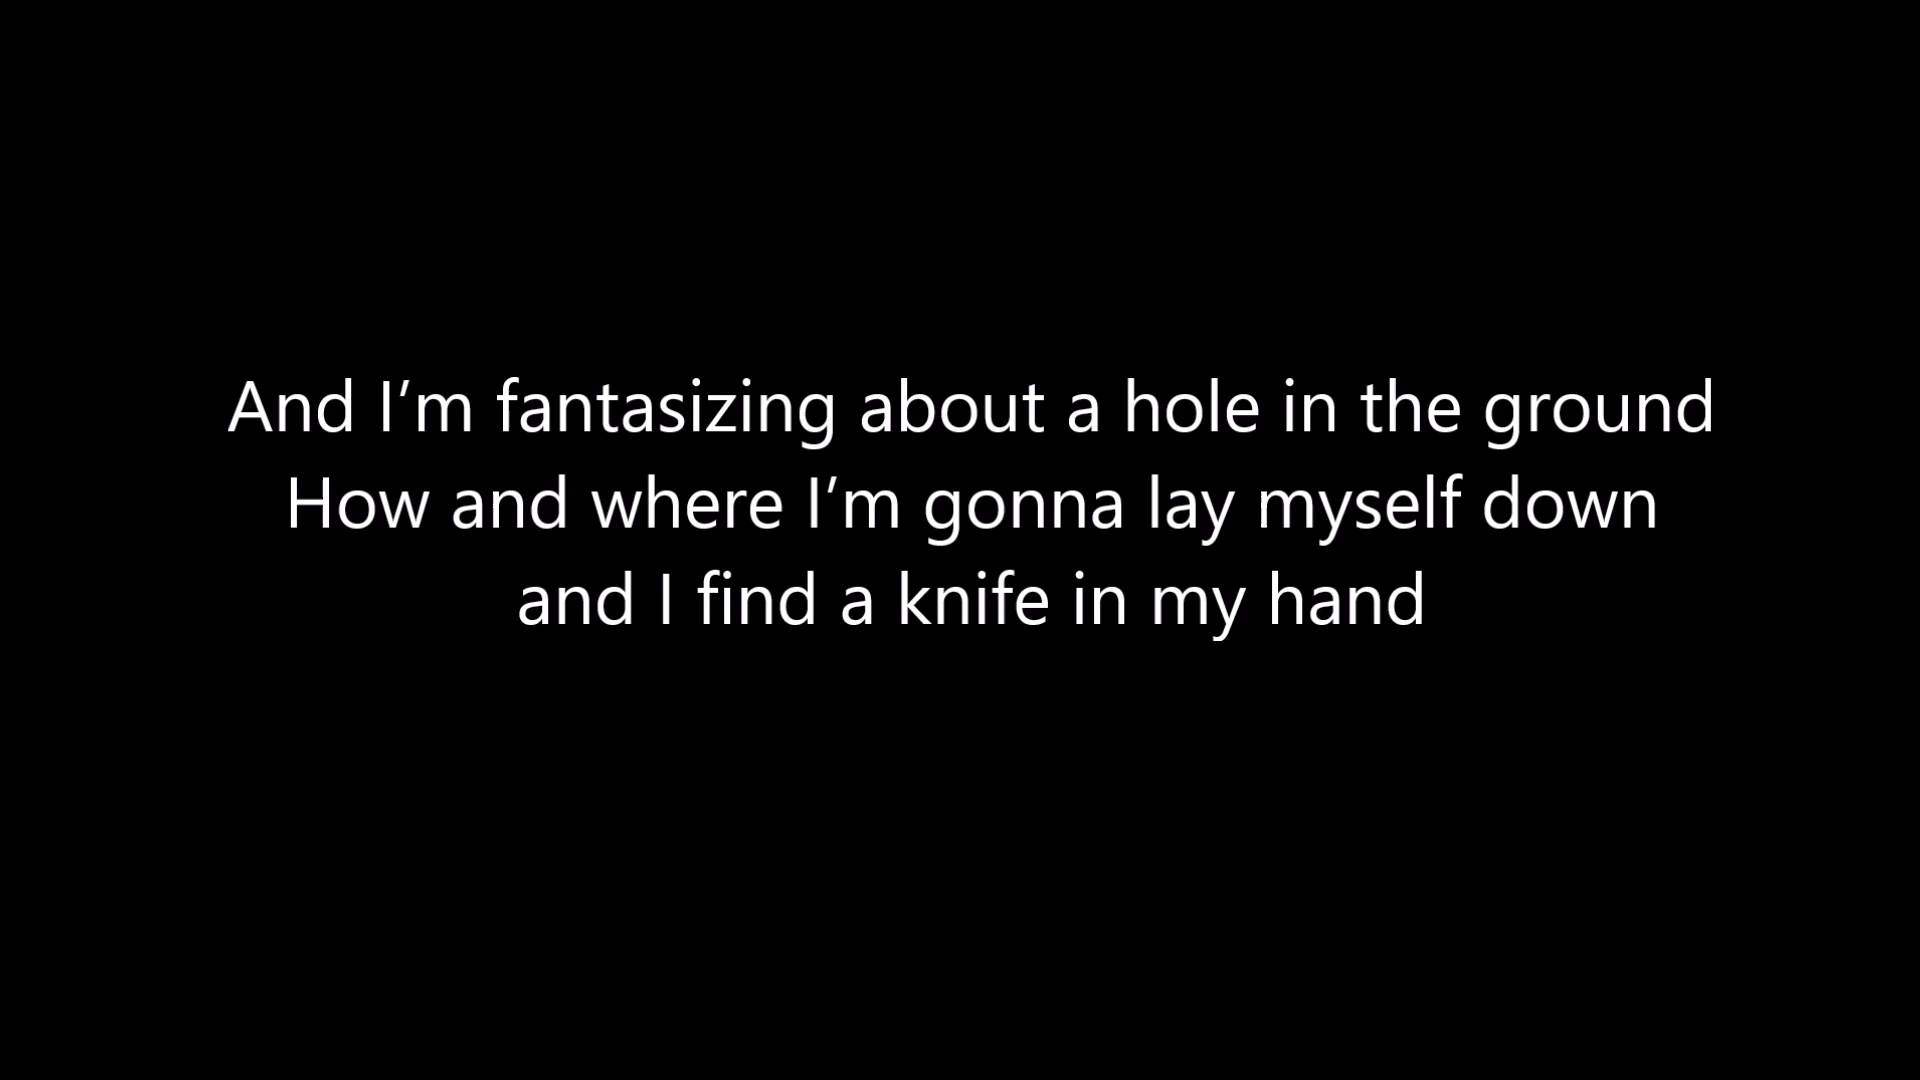 And I’m fantasizing about a hole in the ground
How and where I’m gonna lay myself down
and I find a knife in my hand